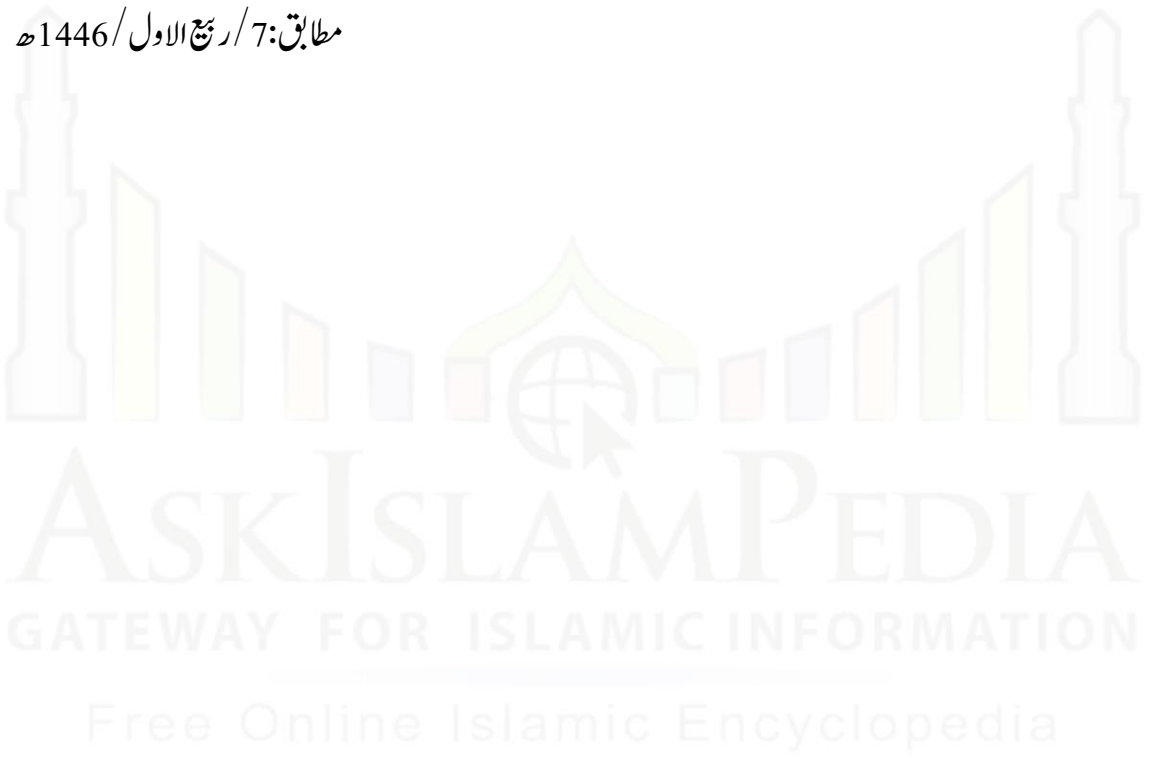 مطابق:7/ربیع الاول/1446ھ
ASKISLAMPEDIA
GATEWAY FOR ISLAMIC INFORMATION
Free Online Islamic Encyclopedia